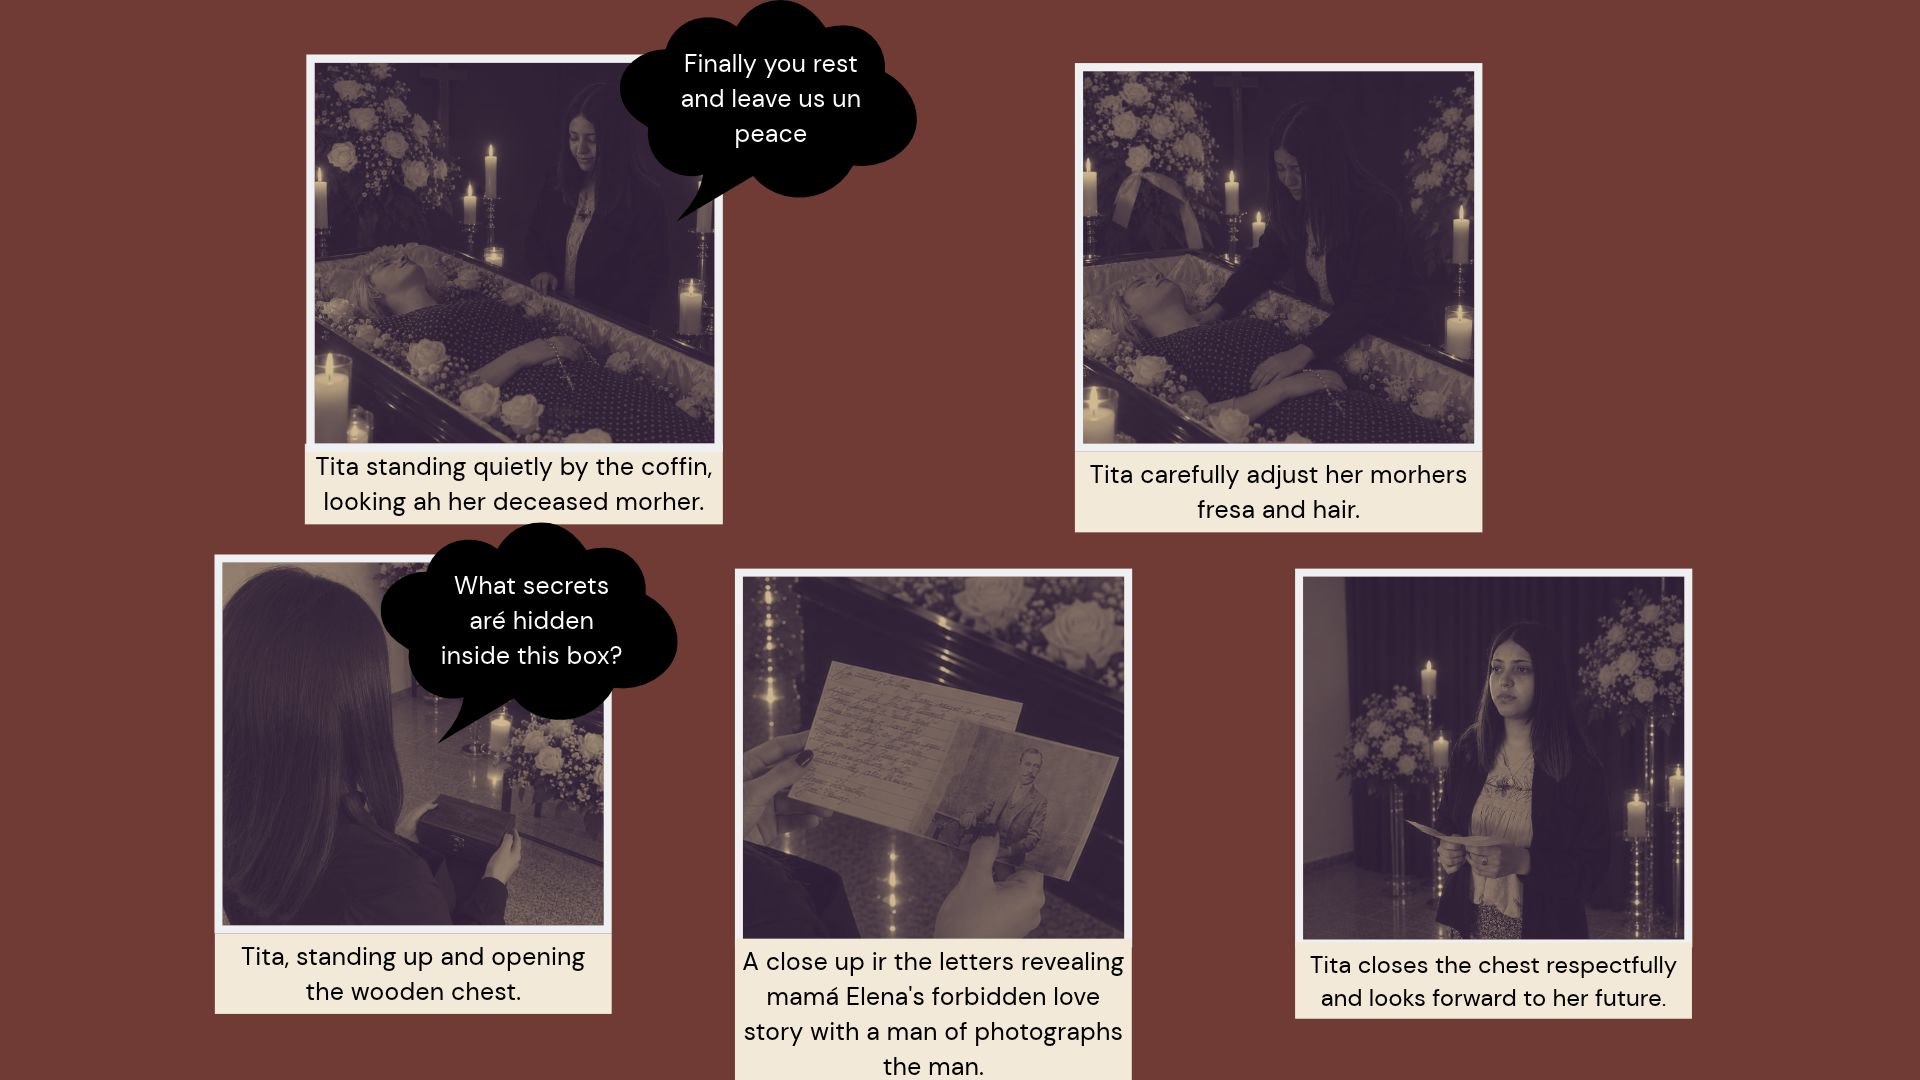 Finally you rest
and leave us un
peace
Tita standing quietly by the coffin,
looking ah her deceased morher.
Tita carefully adjust her morhers
fresa and hair.
What secrets
aré hidden
inside this box?
Tita, standing up and opening
the wooden chest.
A close up ir the letters revealing
mamá Elena's forbidden love
story with a man of photographs
the man.
Tita closes the chest respectfully
and looks forward to her future.